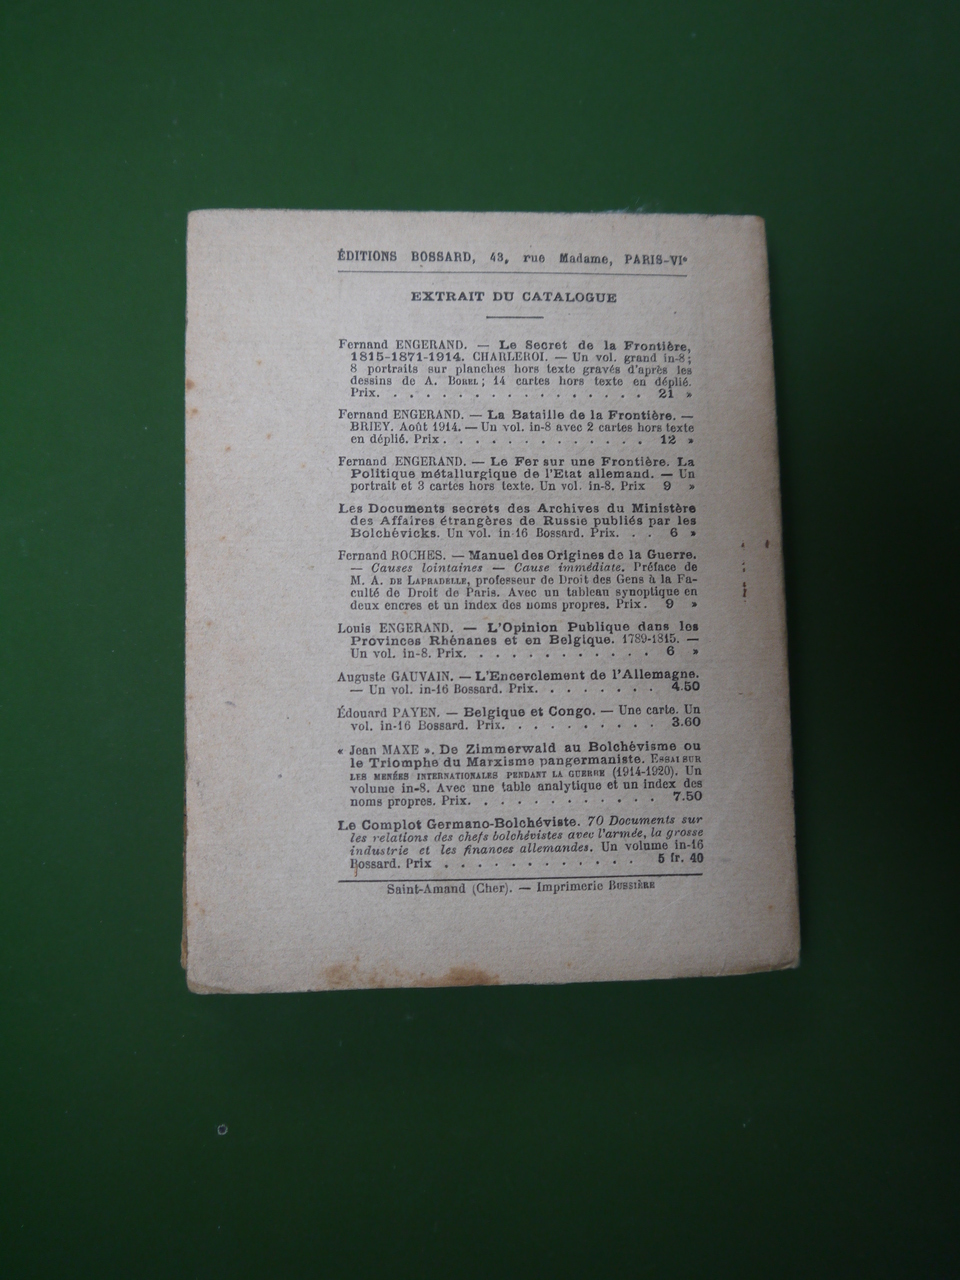 ÉDITIONS BOSSARD, 43, rue Madame, PARIS-VIe
EXTRAIT DU CATALOGUE
Fernand ENGERAND. — Le Secret de la Frontière,
1815-1871-1914. CHARLEROI. — Un vol. grand in-8;
8 portraits sur planches hors texte gravés d'après les
dessins de A. BOREL; 14 cartes hors texte en déplié.
Prix. . . . . . . . . . . . . . . . . 21 »
Fernand ENGERAND. — La Bataille de la Frontière. —
BRIEY. Août 1914. — Un vol. in-8 avec 2 cartes hors texte
en déplié. Prix . . . . . . . . . . . . . 12 »
Fernand ENGERAND. — Le Fer sur une Frontière. La
Politique métallurgique de l'Etat allemand. — Un
portrait et 3 cartes hors texte. Un vol. in-8. Prix 9 »
Les Documents secrets des Archives du Ministère
des Affaires étrangères de Russie publiés par les
Bolchévicks. Un vol. in-16 Bossard. Prix. . . 6 »
Fernand ROCHES. — Manuel des Origines de la Guerre.
— Causes lointaines — Cause immédiate. Préface de
M. A. DE LAPRADELLE, professeur de Droit des Gens à la Fa-
culté de Droit de Paris. Avec un tableau synoptique en
deux encres et un index des noms propres. Prix. 9 »
Louis ENGERAND. — L'Opinion Publique dans les
Provinces Rhénanes et en Belgique. 1789-1815. —
Un vol. in-8. Prix. . . . . . . . . . . . 6 »
Auguste GAUVAIN. — L'Encerclement de l'Allemagne.
— Un vol. in-16 Bossard. Prix. . . . . . . . 4.50
Édouard PAYEN. — Belgique et Congo. — Une carte. Un
vol. in-16 Bossard. Prix. . . . . . . . . . 3.60
« Jean MAXE ». De Zimmerwald au Bolchévisme ou
le Triomphe du Marxisme pangermaniste. ESSAI SUR
LES MENÉES INTERNATIONALES PENDANT LA GUERRE (1914-1920). Un
volume in-8. Avec une table analytique et un index des
noms propres. Prix. . . . . . . . . . . . 7.50
Le Complot Germano-Bolchéviste. 70 Documents sur
les relations des chefs bolchévistes avec l'armée, la grosse
industrie et les finances allemandes. Un volume in-16
Bossard. Prix . . . . . . . . . . . . 5 fr. 40
Saint-Amand (Cher). — Imprimerie BUSSIÈRE